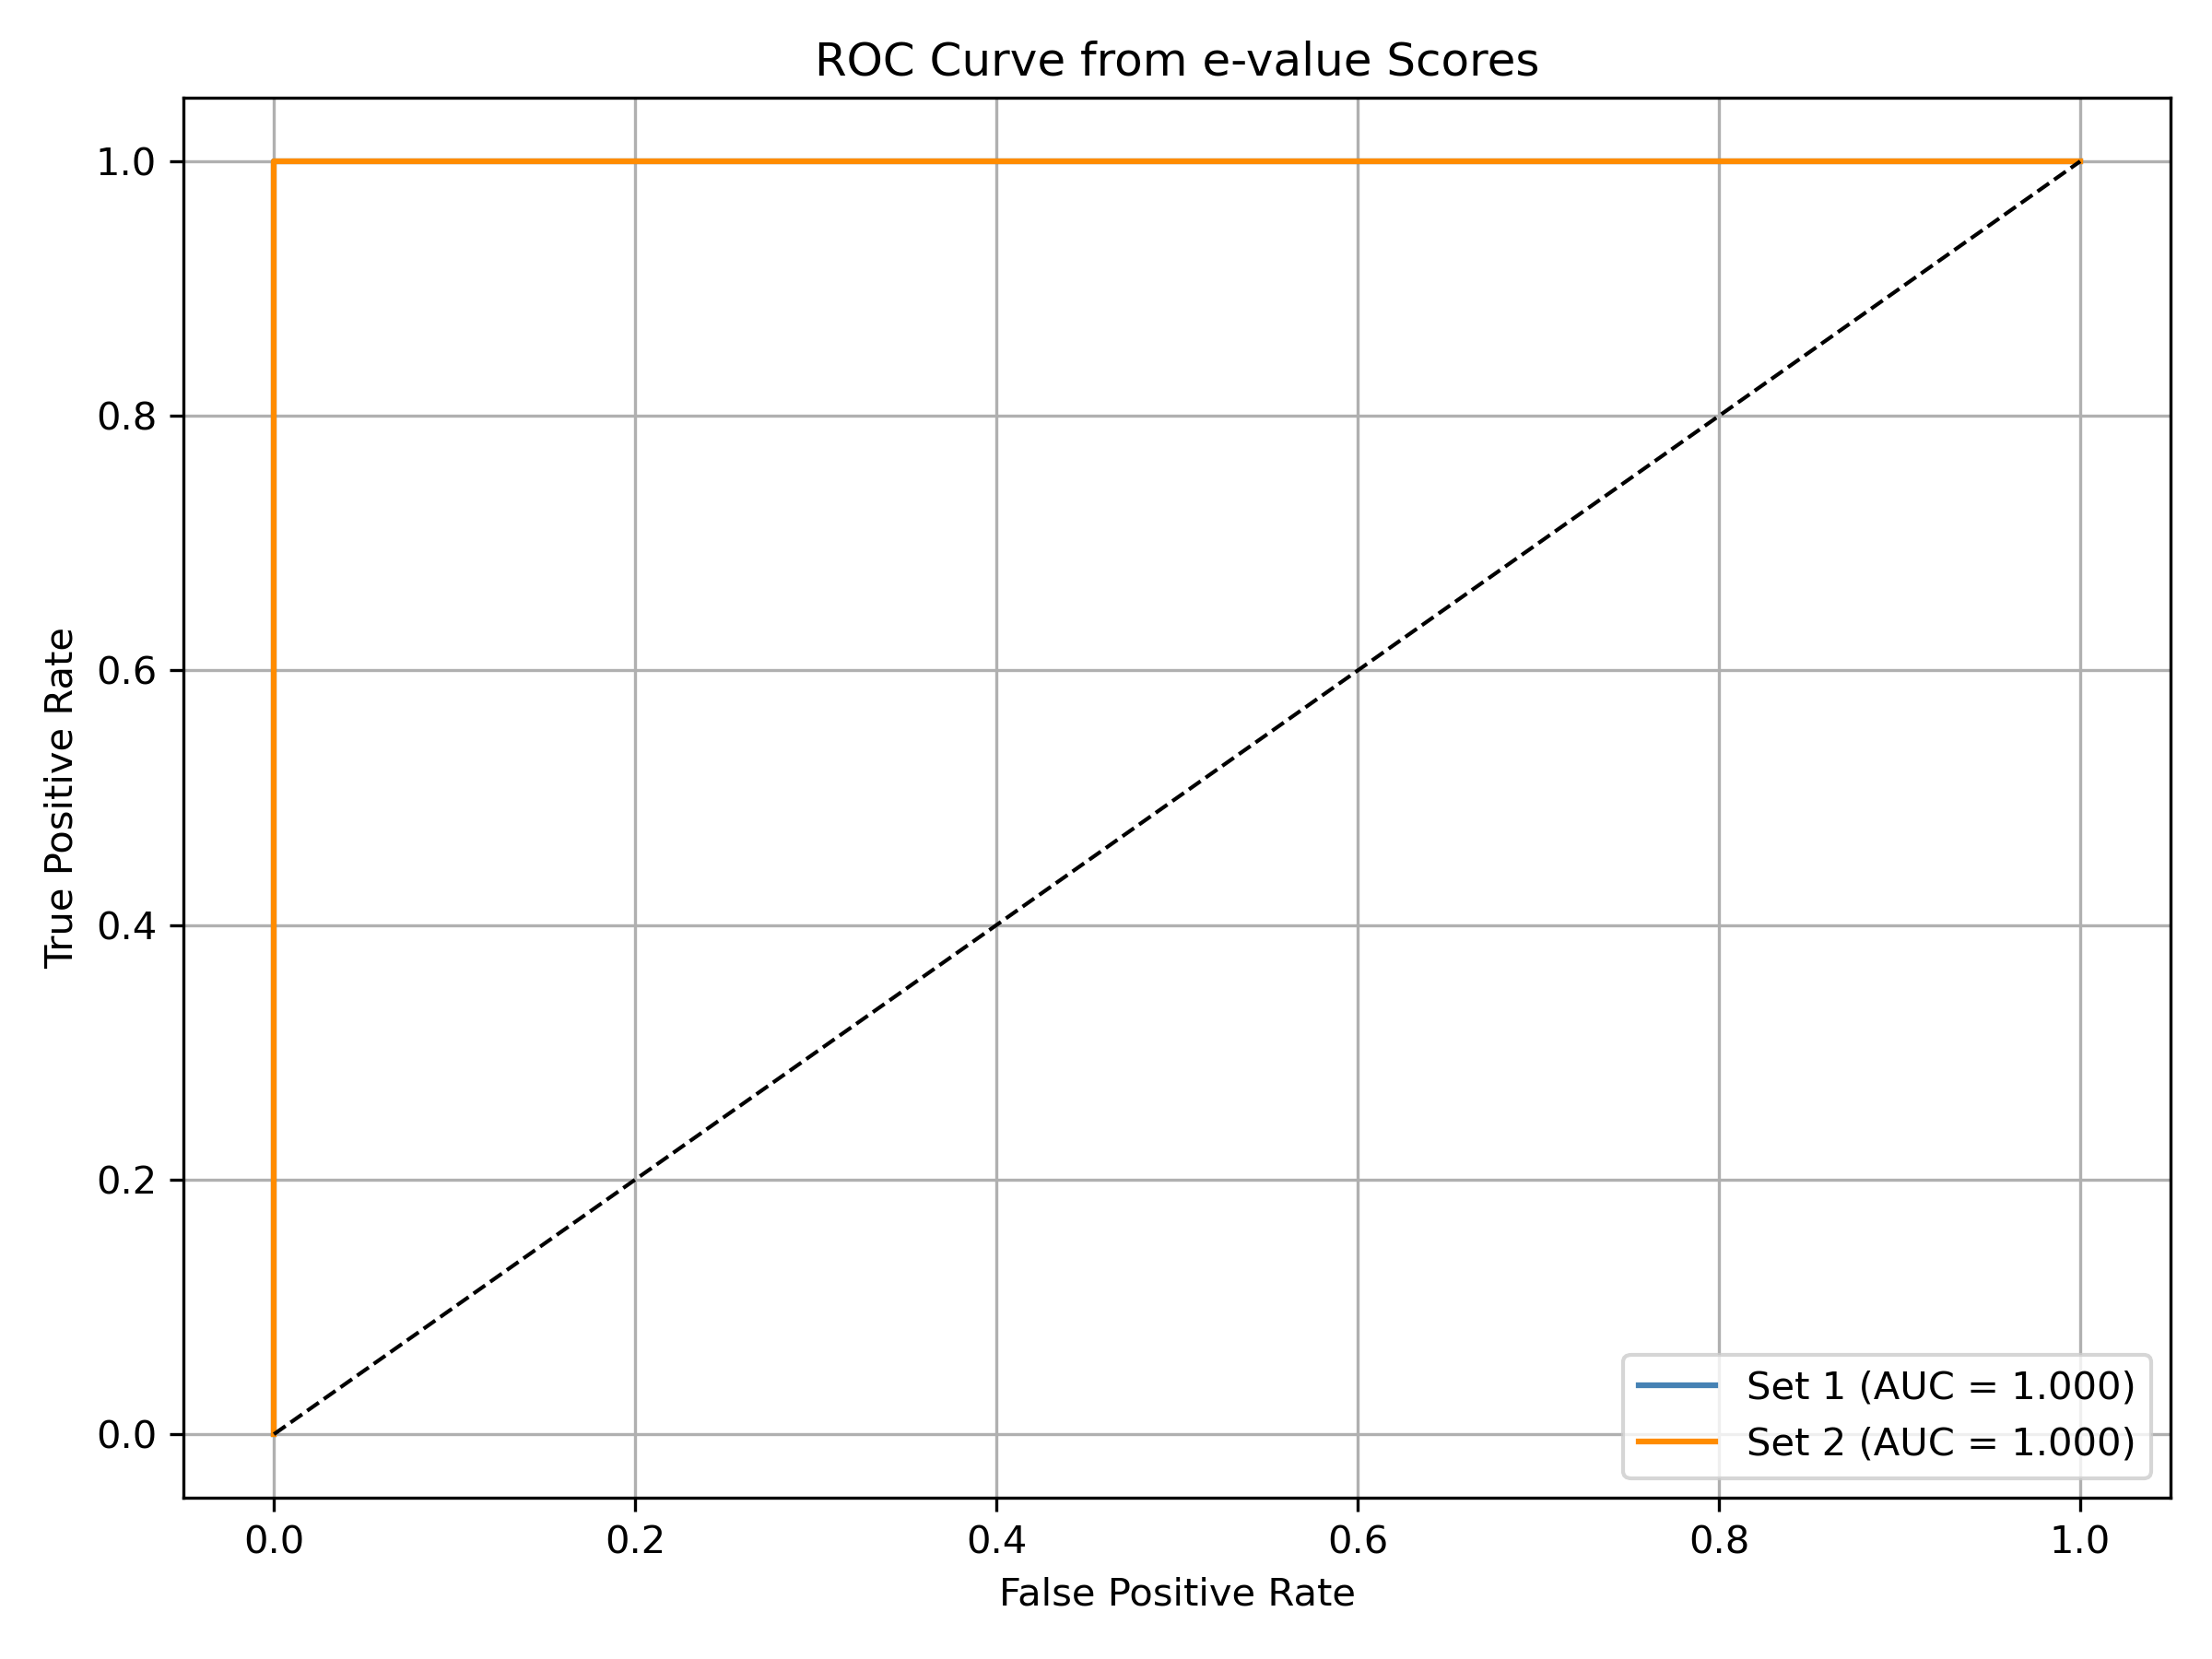 ROC Curve from e-value Scores
True Positive Rate
1.0
0.8
0.6
0.4
0.2
0.0
Set 1 (AUC = 1.000)
Set 2 (AUC = 1.000)
0.0 0.2 0.4 0.6 0.8 1.0
False Positive Rate